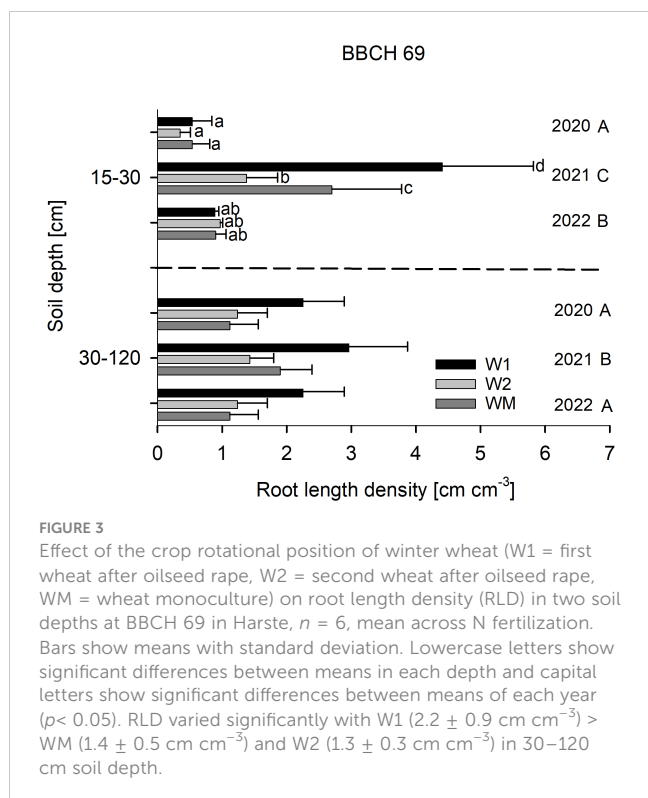 BBCH 69
a
a
a
2020 A
15-30
d
b
c
2021 C
ab
ab
ab
2022 B
Soil depth [cm]
2020 A
30-120
2021 B
W1
W2
WM
2022 A
0 1 2 3 4 5 6 7
Root length density [cm cm⁻³]
FIGURE 3
Effect of the crop rotational position of winter wheat (W1 = first
wheat after oilseed rape, W2 = second wheat after oilseed rape,
WM = wheat monoculture) on root length density (RLD) in two soil
depths at BBCH 69 in Harste, n = 6, mean across N fertilization.
Bars show means with standard deviation. Lowercase letters show
significant differences between means in each depth and capital
letters show significant differences between means of each year
(p< 0.05). RLD varied significantly with W1 (2.2 ± 0.9 cm cm⁻³) >
WM (1.4 ± 0.5 cm cm⁻³) and W2 (1.3 ± 0.3 cm cm⁻³) in 30–120
cm soil depth.